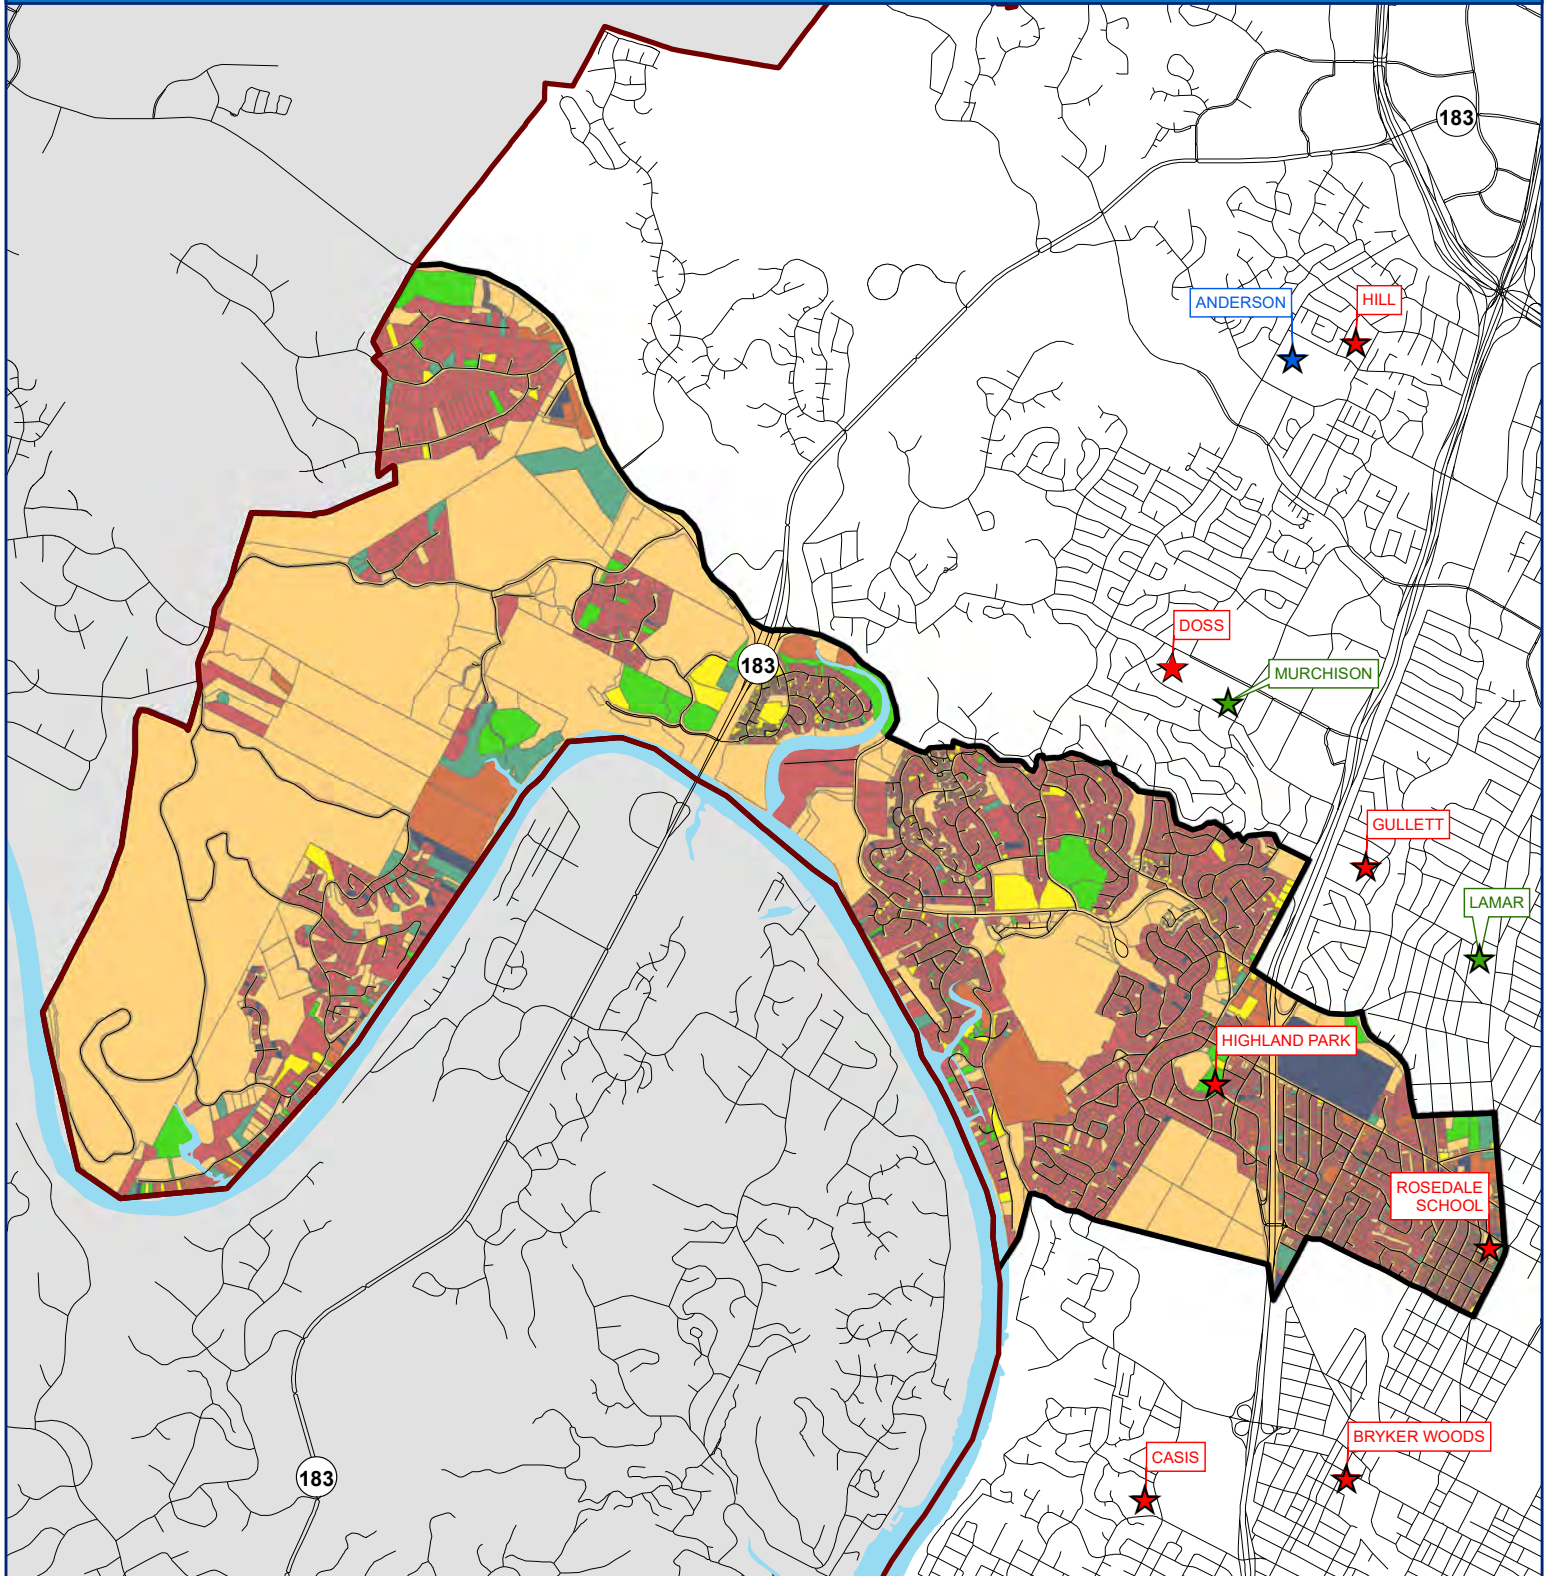 183
ANDERSON
HILL
DOSS
183
MURCHISON
GULLETT
LAMAR
HIGHLAND PARK
ROSEDALE
SCHOOL
BRYKER WOODS
CASIS
183